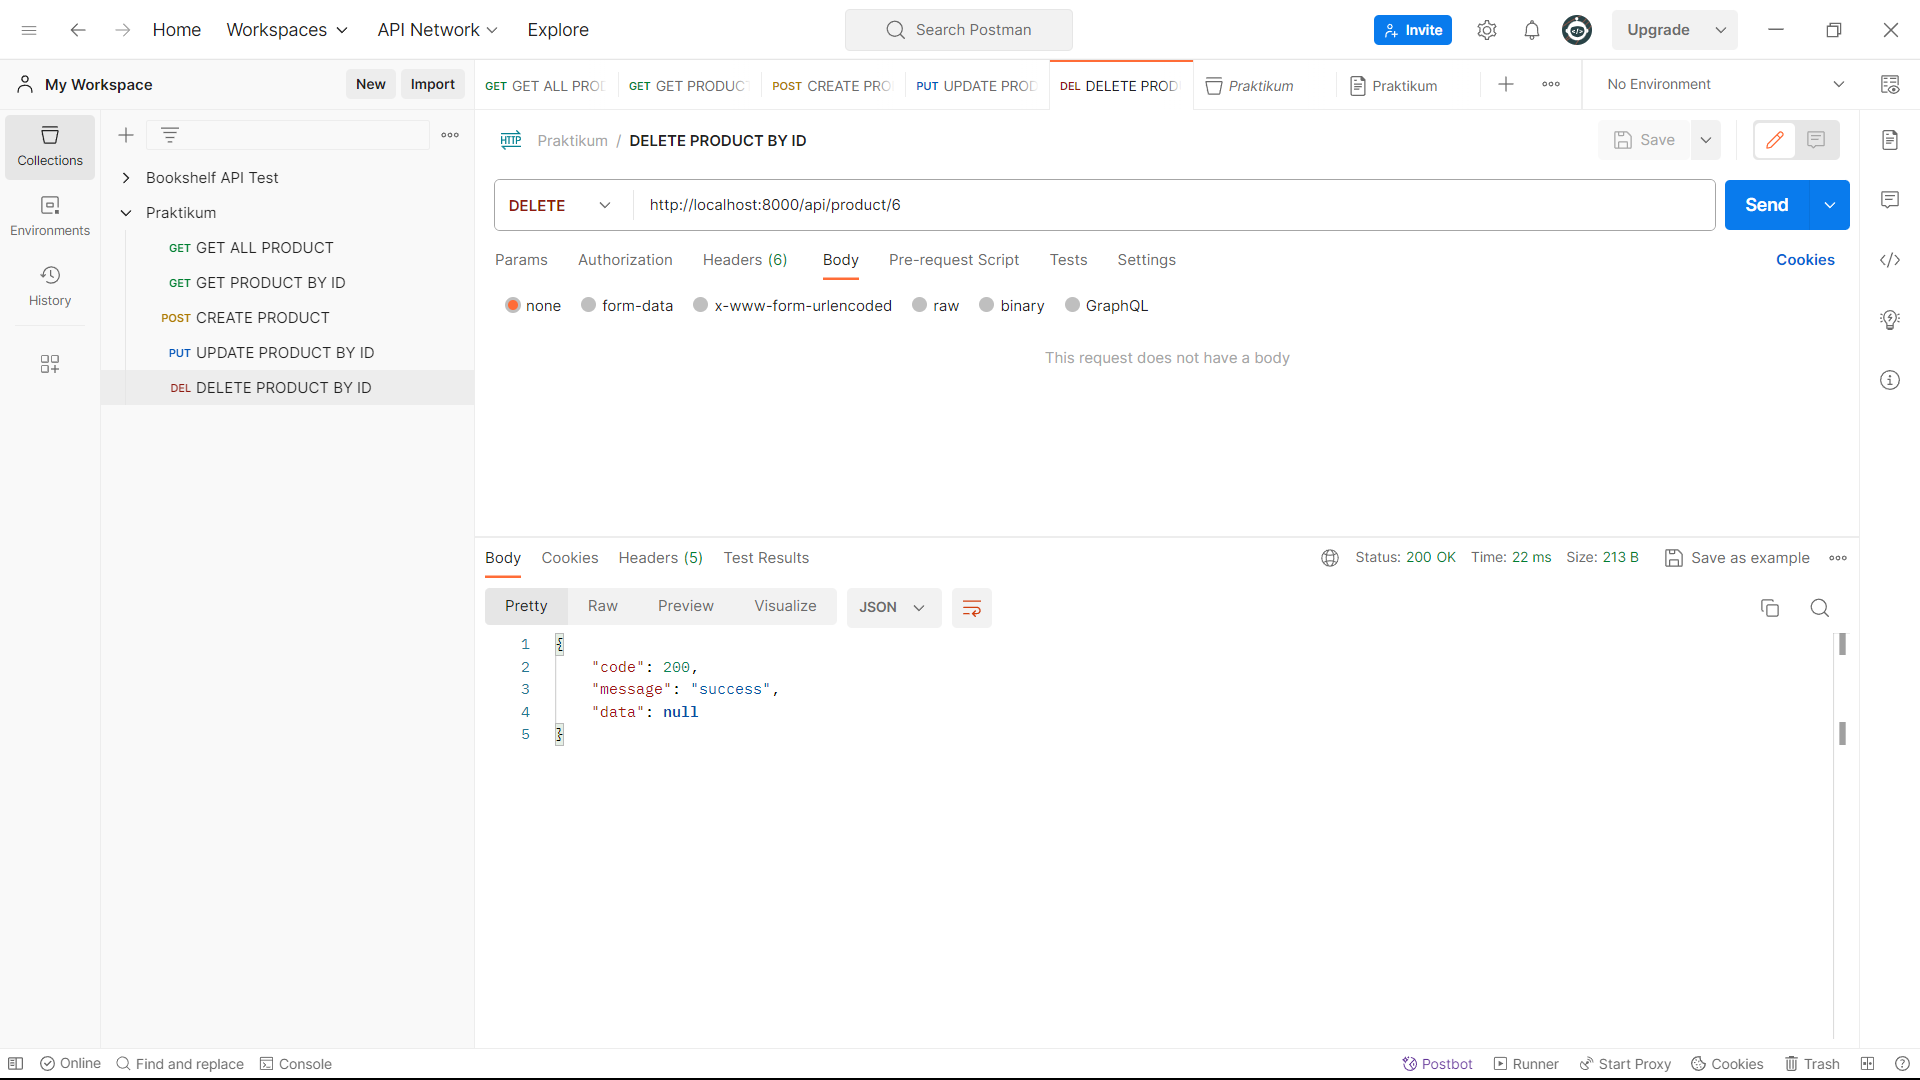 Home Workspaces API Network Explore Search Postman Invite Upgrade
My Workspace New Import GET GET ALL PROD GET GET PRODUCT POST CREATE PRO PUT UPDATE PROD DEL DELETE PROD Praktikum Praktikum No Environment
Collections
Environments
History
Bookshelf API Test
Praktikum
GET GET ALL PRODUCT
GET GET PRODUCT BY ID
POST CREATE PRODUCT
PUT UPDATE PRODUCT BY ID
DEL DELETE PRODUCT BY ID
HTTP Praktikum / DELETE PRODUCT BY ID Save
DELETE http://localhost:8000/api/product/6 Send
Params Authorization Headers (6) Body Pre-request Script Tests Settings Cookies
none form-data x-www-form-urlencoded raw binary GraphQL
This request does not have a body
Body Cookies Headers (5) Test Results Status: 200 OK Time: 22 ms Size: 213 B Save as example
Pretty Raw Preview Visualize JSON
1 {
2 "code": 200,
3 "message": "success",
4 "data": null
5 }
Online Find and replace Console Postbot Runner Start Proxy Cookies Trash